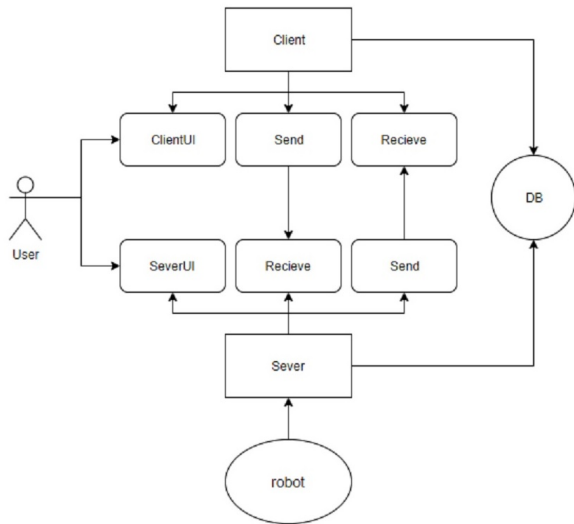 Client
ClientUI
Send
Recieve
DB
User
SeverUI
Recieve
Send
Sever
robot